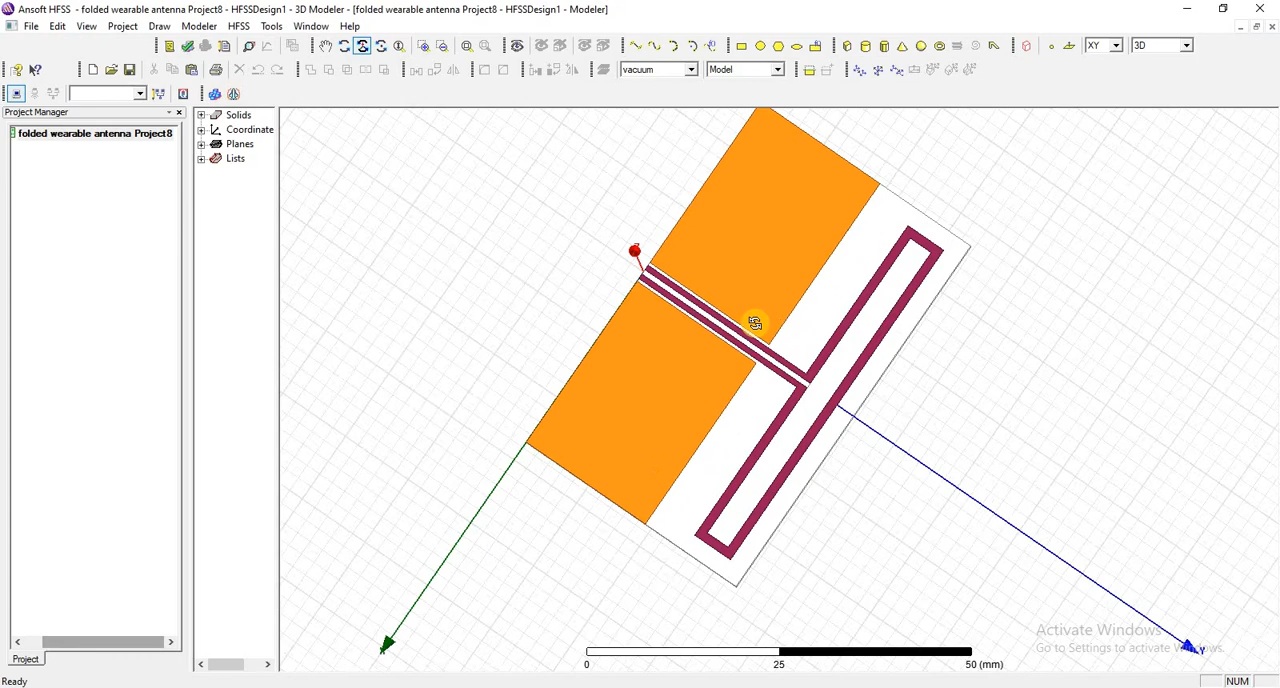 Ansoft HFSS - folded wearable antenna Project8 - HFSSDesign1 - 3D Modeler - [folded wearable antenna Project8 - HFSSDesign1 - Modeler]
File Edit View Project Draw Modeler HFSS Tools Window Help
XY 3D
vacuum Model
Project Manager
folded wearable antenna Project8
Solids
Coordinate
Planes
Lists
0 25 50 (mm)
Activate Windows
Go to Settings to activate Windows.
Project
Ready NUM